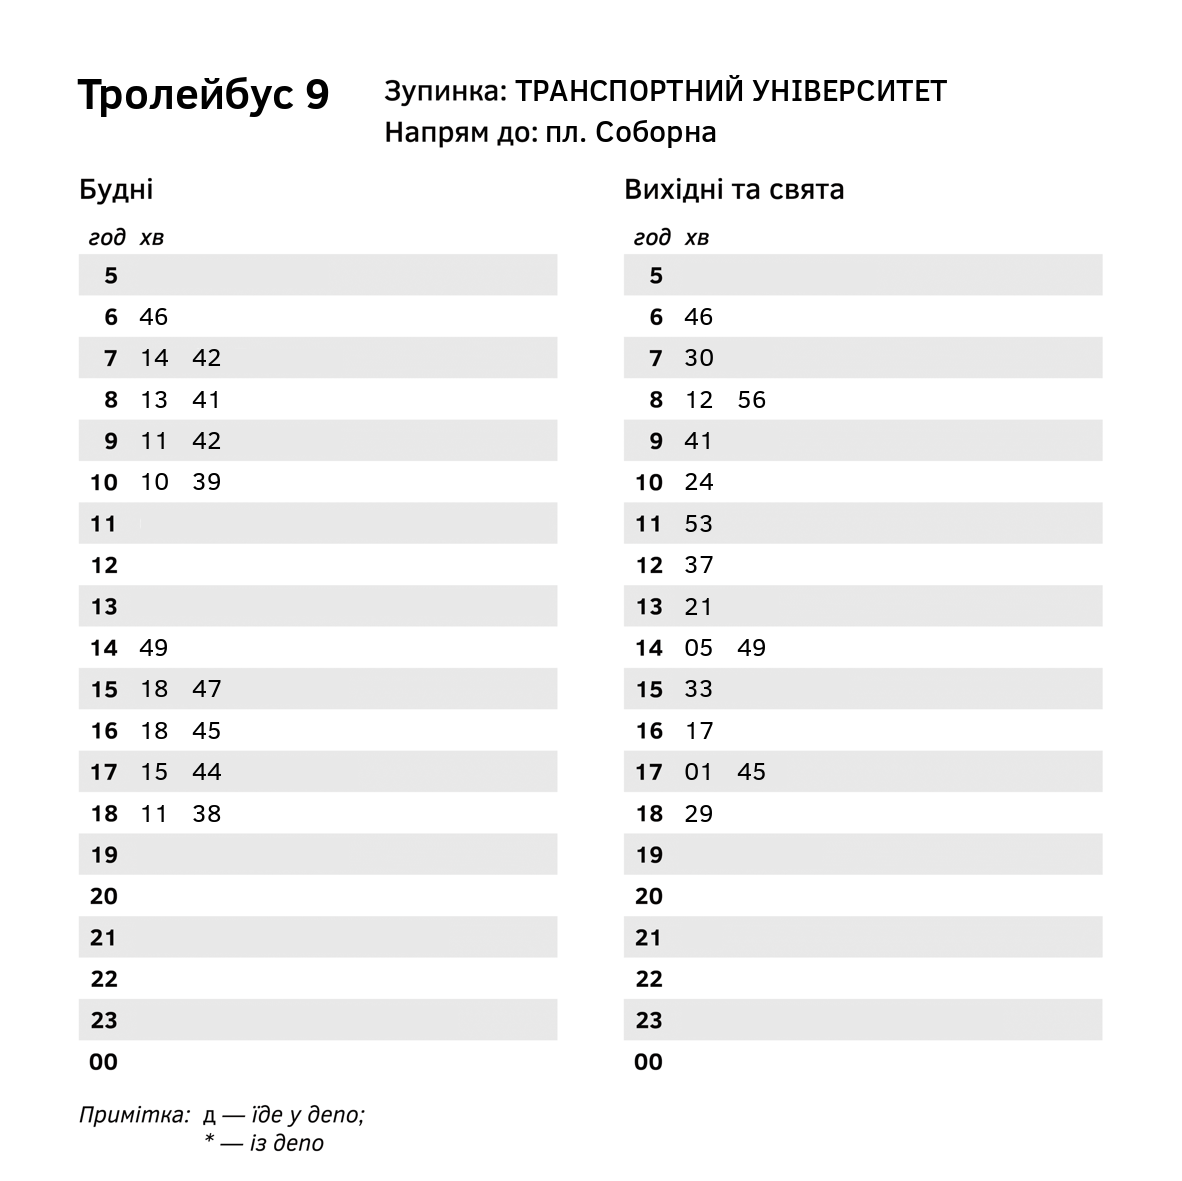 Тролейбус 9
Зупинка: ТРАНСПОРТНИЙ УНІВЕРСИТЕТ
Напрям до: пл. Соборна
Будні
год хв
5
6 46
7 14 42
8 13 41
9 11 42
10 10 39
11
12
13
14 49
15 18 47
16 18 45
17 15 44
18 11 38
19
20
21
22
23
00
Вихідні та свята
год хв
5
6 46
7 30
8 12 56
9 41
10 24
11 53
12 37
13 21
14 05 49
15 33
16 17
17 01 45
18 29
19
20
21
22
23
00
Примітка: д — їде у депо;
* — із депо